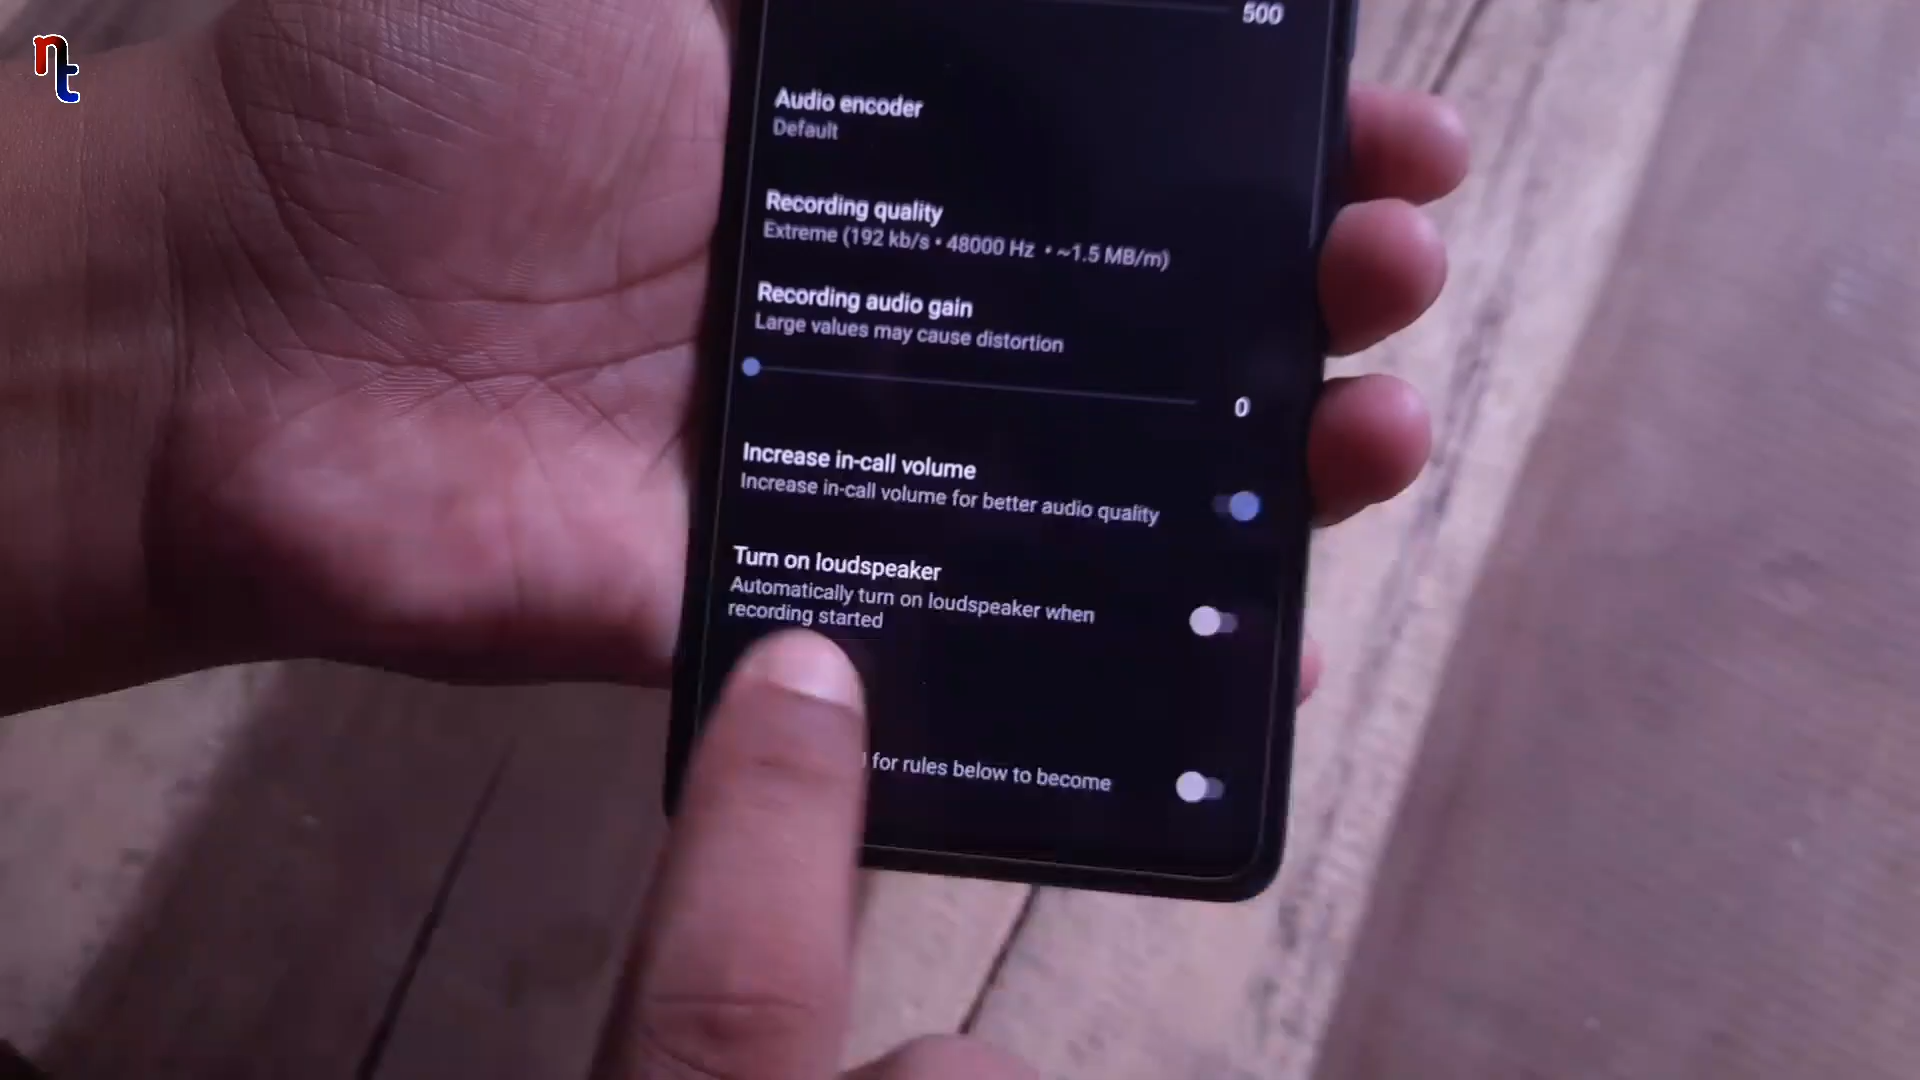 nt
500
Audio encoder
Default
Recording quality
Extreme (192 kb/s • 48000 Hz • ~1.5 MB/m)
Recording audio gain
Large values may cause distortion
0
Increase in-call volume
Increase in-call volume for better audio quality
Turn on loudspeaker
Automatically turn on loudspeaker when
recording started
for rules below to become